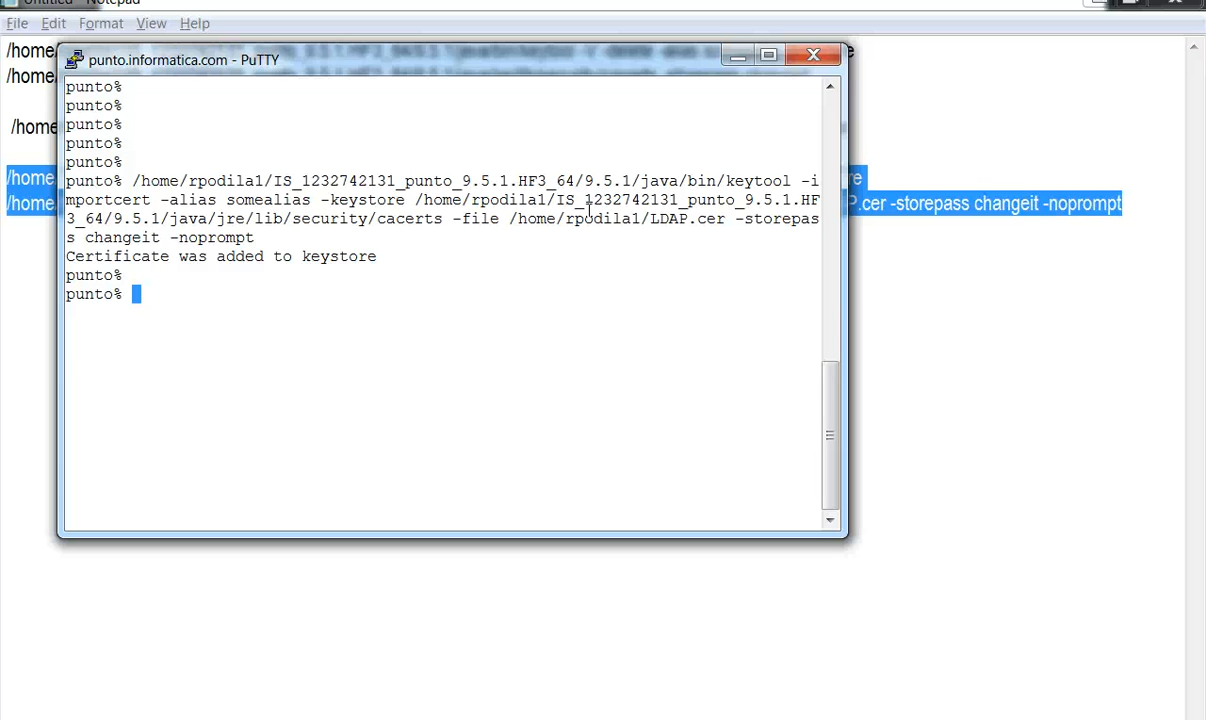 File Edit Format View Help
/home
/home
/home
/home
/home
re
P.cer -storepass changeit -noprompt
punto.informatica.com - PuTTY
punto%
punto%
punto%
punto%
punto%
punto% /home/rpodila1/IS_1232742131_punto_9.5.1.HF3_64/9.5.1/java/bin/keytool -i
mportcert -alias somealias -keystore /home/rpodila1/IS_1232742131_punto_9.5.1.HF
3_64/9.5.1/java/jre/lib/security/cacerts -file /home/rpodila1/LDAP.cer -storepas
s changeit -noprompt
Certificate was added to keystore
punto%
punto%